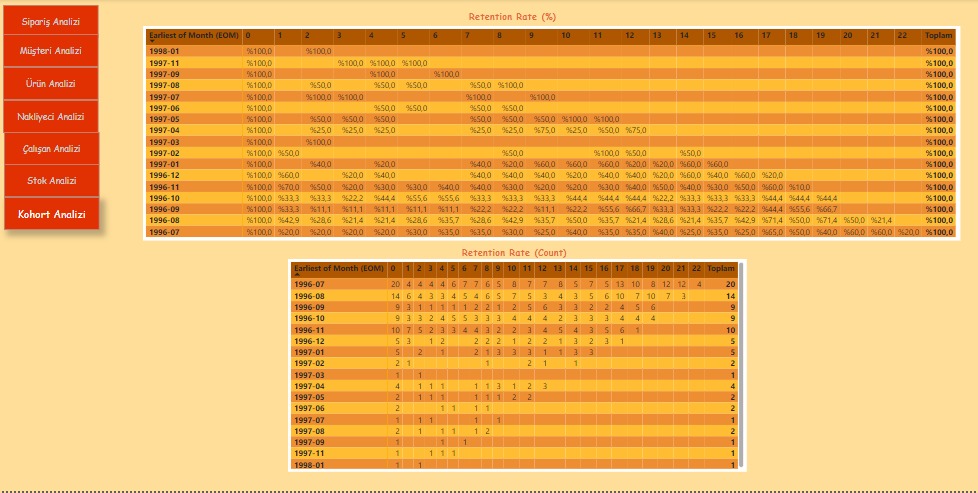 Sipariş Analizi
Müşteri Analizi
Ürün Analizi
Nakliyeci Analizi
Çalışan Analizi
Stok Analizi
Kohort Analizi
Retention Rate (%)
Earliest of Month (EOM) 0 1 2 3 4 5 6 7 8 9 10 11 12 13 14 15 16 17 18 19 20 21 22 Toplam
1998-01 %100,0 %100,0 %100,0
1997-11 %100,0 %100,0 %100,0 %100,0 %100,0
1997-09 %100,0 %100,0 %100,0 %100,0
1997-08 %100,0 %50,0 %50,0 %50,0 %50,0 %100,0 %100,0
1997-07 %100,0 %100,0 %100,0 %100,0 %100,0 %100,0
1997-06 %100,0 %50,0 %50,0 %50,0 %50,0 %100,0
1997-05 %100,0 %50,0 %50,0 %50,0 %50,0 %50,0 %50,0 %100,0 %100,0 %100,0
1997-04 %100,0 %25,0 %25,0 %25,0 %25,0 %25,0 %75,0 %25,0 %50,0 %75,0 %100,0
1997-03 %100,0 %100,0 %100,0
1997-02 %100,0 %50,0 %50,0 %100,0 %50,0 %50,0 %100,0
1997-01 %100,0 %40,0 %20,0 %40,0 %20,0 %60,0 %60,0 %60,0 %20,0 %20,0 %60,0 %60,0 %100,0
1996-12 %100,0 %60,0 %20,0 %40,0 %40,0 %40,0 %40,0 %20,0 %40,0 %40,0 %20,0 %60,0 %40,0 %60,0 %20,0 %100,0
1996-11 %100,0 %70,0 %50,0 %20,0 %30,0 %30,0 %40,0 %40,0 %30,0 %20,0 %20,0 %30,0 %40,0 %50,0 %40,0 %30,0 %50,0 %60,0 %10,0 %100,0
1996-10 %100,0 %33,3 %33,3 %22,2 %44,4 %55,6 %55,6 %33,3 %33,3 %33,3 %44,4 %44,4 %44,4 %22,2 %33,3 %33,3 %33,3 %44,4 %44,4 %44,4 %100,0
1996-09 %100,0 %33,3 %11,1 %11,1 %11,1 %11,1 %11,1 %22,2 %22,2 %11,1 %22,2 %55,6 %66,7 %33,3 %33,3 %22,2 %22,2 %44,4 %55,6 %66,7 %100,0
1996-08 %100,0 %42,9 %28,6 %21,4 %21,4 %28,6 %35,7 %28,6 %42,9 %35,7 %50,0 %35,7 %21,4 %28,6 %21,4 %35,7 %42,9 %71,4 %50,0 %71,4 %50,0 %21,4 %100,0
1996-07 %100,0 %20,0 %20,0 %20,0 %20,0 %30,0 %35,0 %35,0 %30,0 %25,0 %40,0 %35,0 %35,0 %40,0 %25,0 %35,0 %25,0 %65,0 %50,0 %40,0 %60,0 %60,0 %20,0 %100,0
Retention Rate (Count)
Earliest of Month (EOM) 0 1 2 3 4 5 6 7 8 9 10 11 12 13 14 15 16 17 18 19 20 21 22 Toplam
1996-07 20 4 4 4 4 6 7 7 6 5 8 7 7 8 5 7 5 13 10 8 12 12 4 20
1996-08 14 6 4 3 3 4 5 4 6 5 7 5 3 4 3 5 6 10 7 10 7 3 14
1996-09 9 3 1 1 1 1 1 2 2 1 2 5 6 3 3 2 2 4 5 6 9
1996-10 9 3 3 2 4 5 5 3 3 3 4 4 4 2 3 3 3 4 4 4 9
1996-11 10 7 5 2 3 3 4 4 3 2 2 3 4 5 4 3 5 6 1 10
1996-12 5 3 1 2 2 2 2 1 2 2 1 3 2 3 1 5
1997-01 5 2 1 2 1 3 3 3 1 1 3 3 5
1997-02 2 1 1 2 1 1 2
1997-03 1 1 1
1997-04 4 1 1 1 1 1 3 1 2 3 4
1997-05 2 1 1 1 1 1 1 2 2 2
1997-06 2 1 1 1 1 2
1997-07 1 1 1 1 1 1
1997-08 2 1 1 1 1 2 2
1997-09 1 1 1 1
1997-11 1 1 1 1 1
1998-01 1 1 1